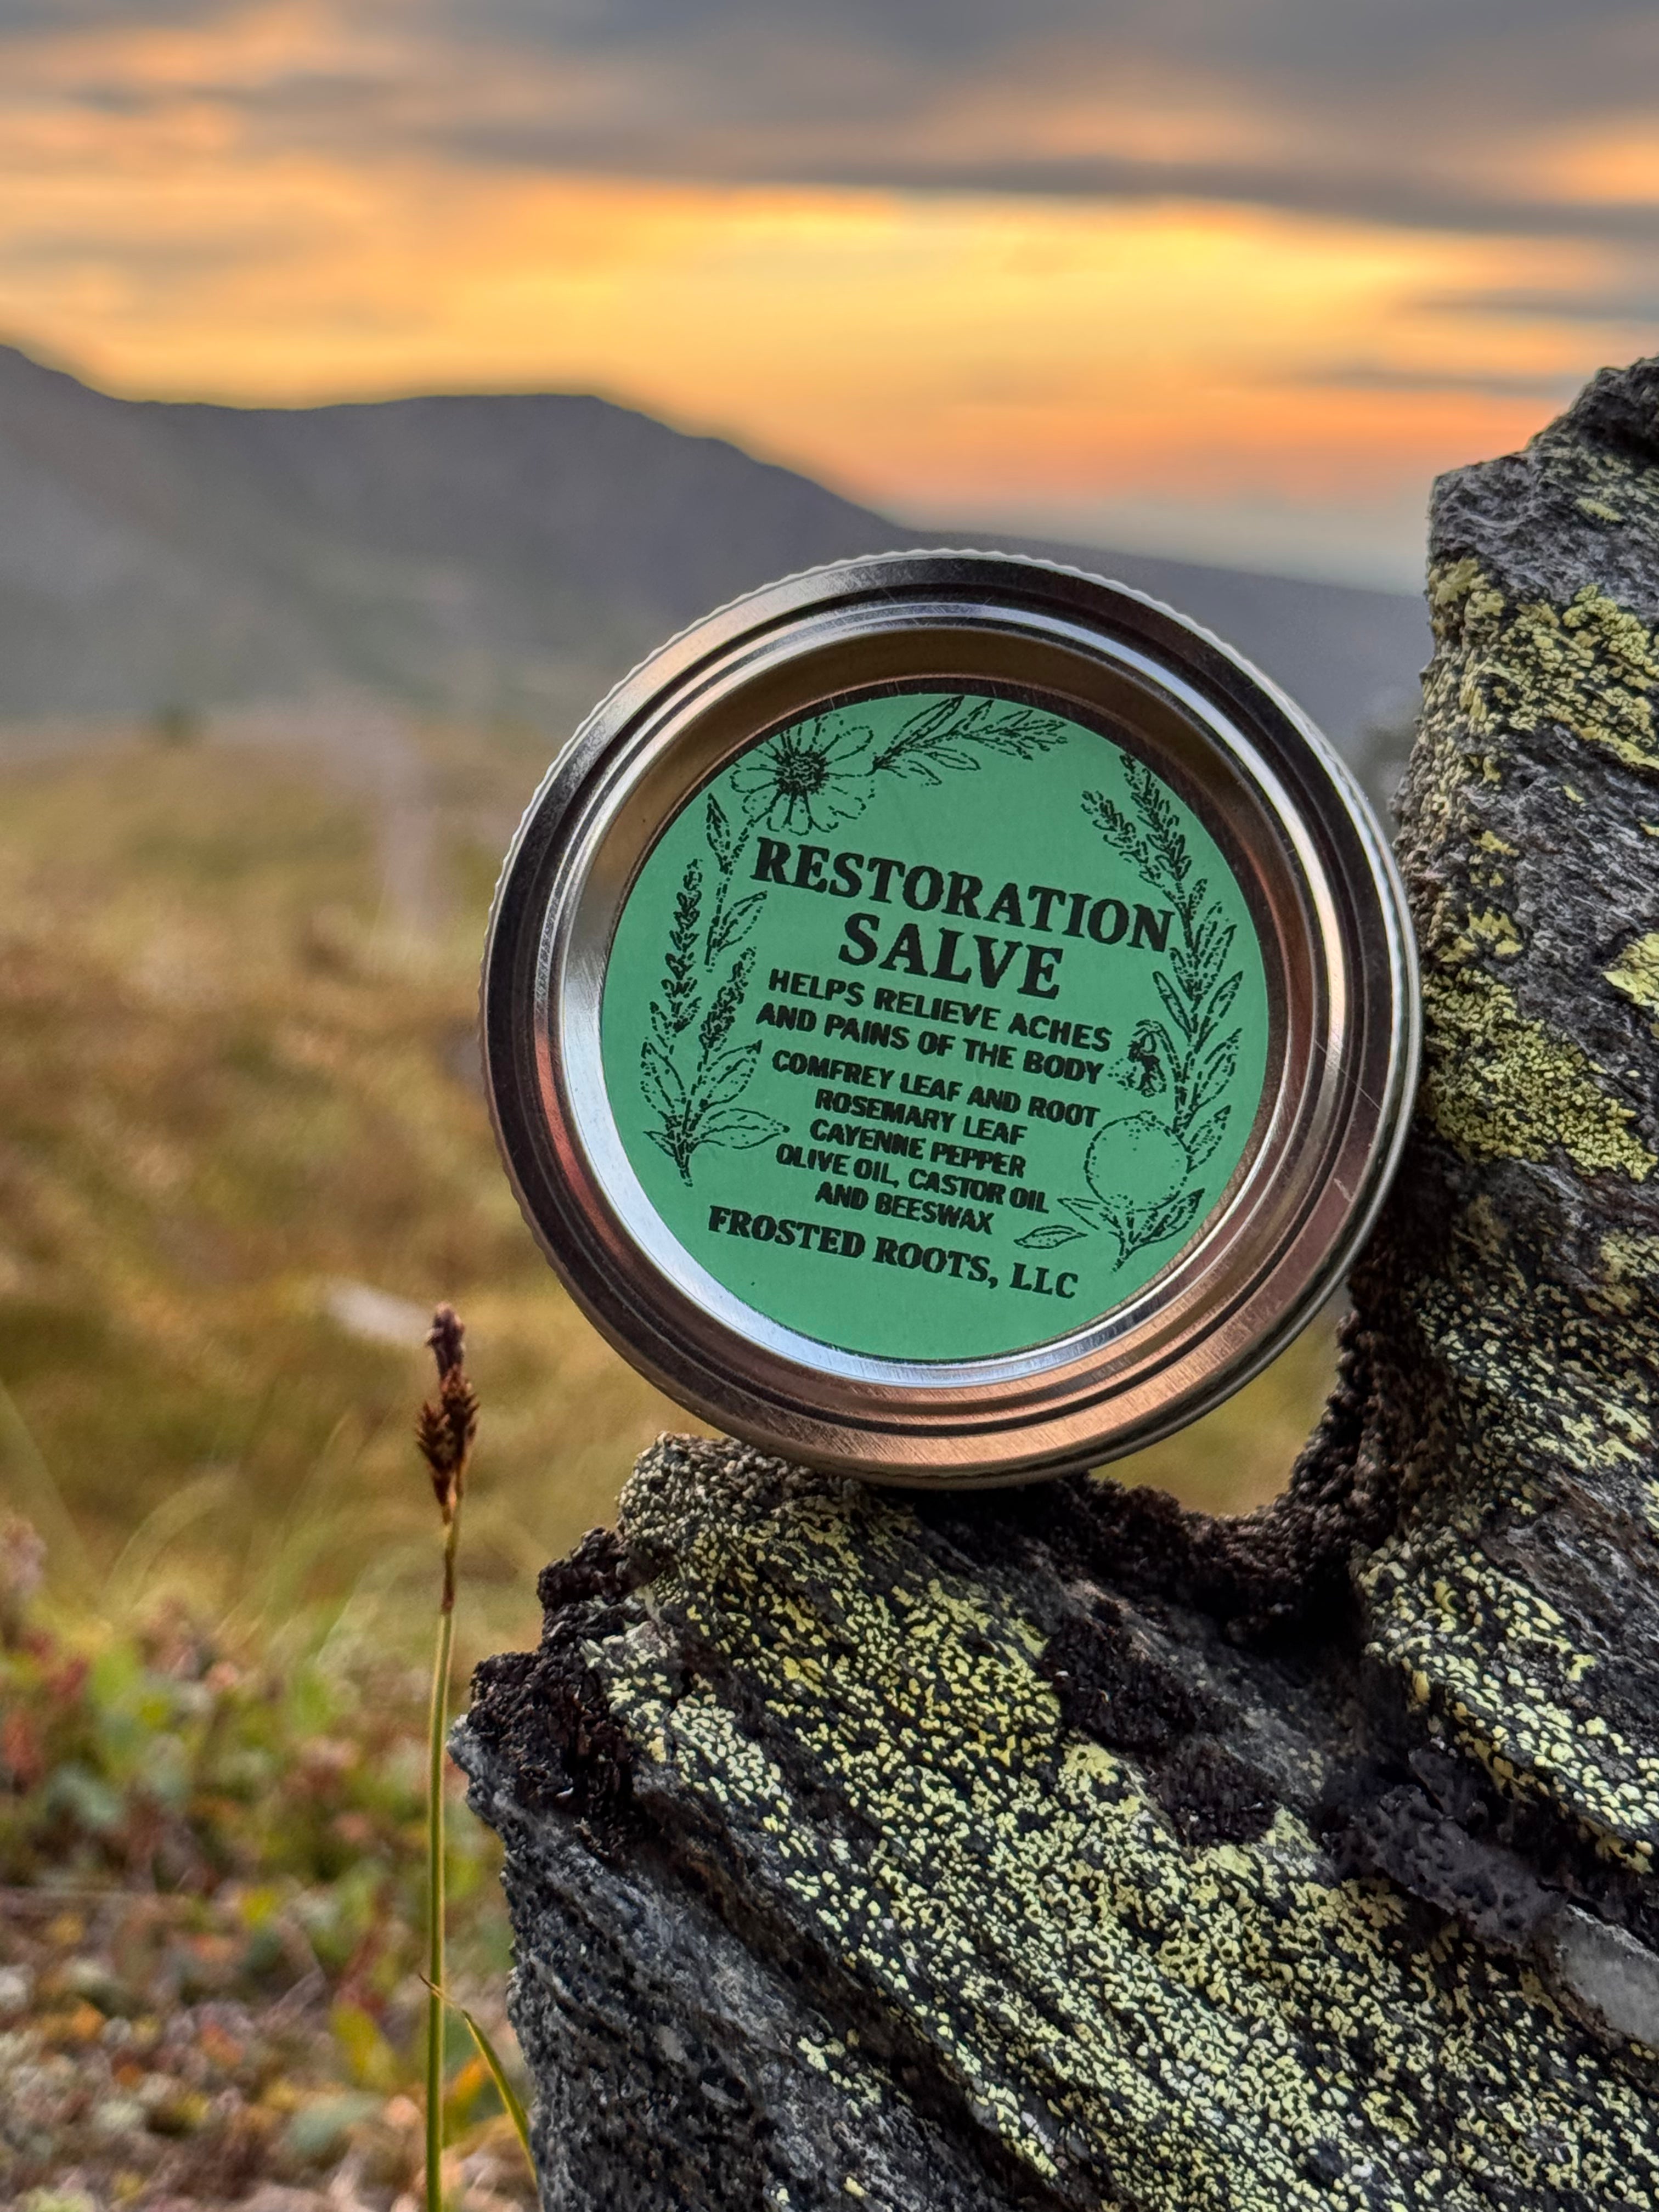 RESTORATION
SALVE
HELPS RELIEVE ACHES
AND PAINS OF THE BODY
COMFREY LEAF AND ROOT
ROSEMARY LEAF
CAYENNE PEPPER
OLIVE OIL, CASTOR OIL
AND BEESWAX
FROSTED ROOTS, LLC